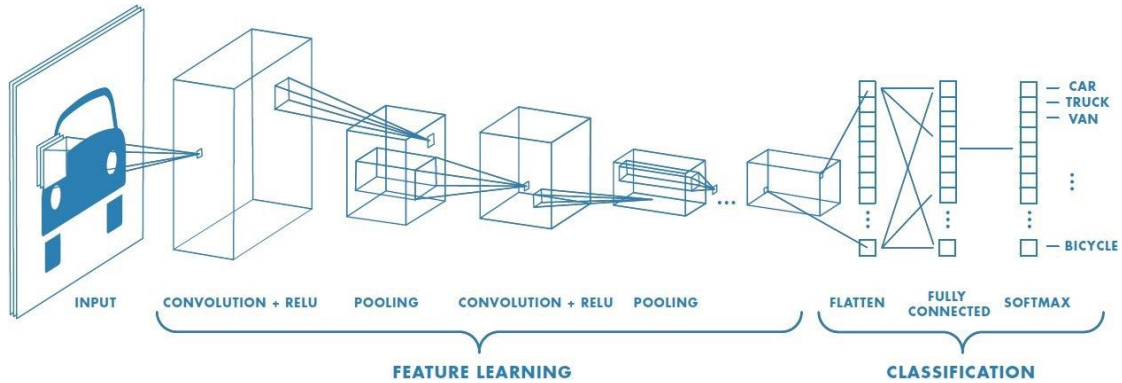 CAR
TRUCK
VAN
BICYCLE
INPUT
CONVOLUTION + RELU
POOLING
CONVOLUTION + RELU
POOLING
FLATTEN
FULLY
CONNECTED
SOFTMAX
FEATURE LEARNING
CLASSIFICATION